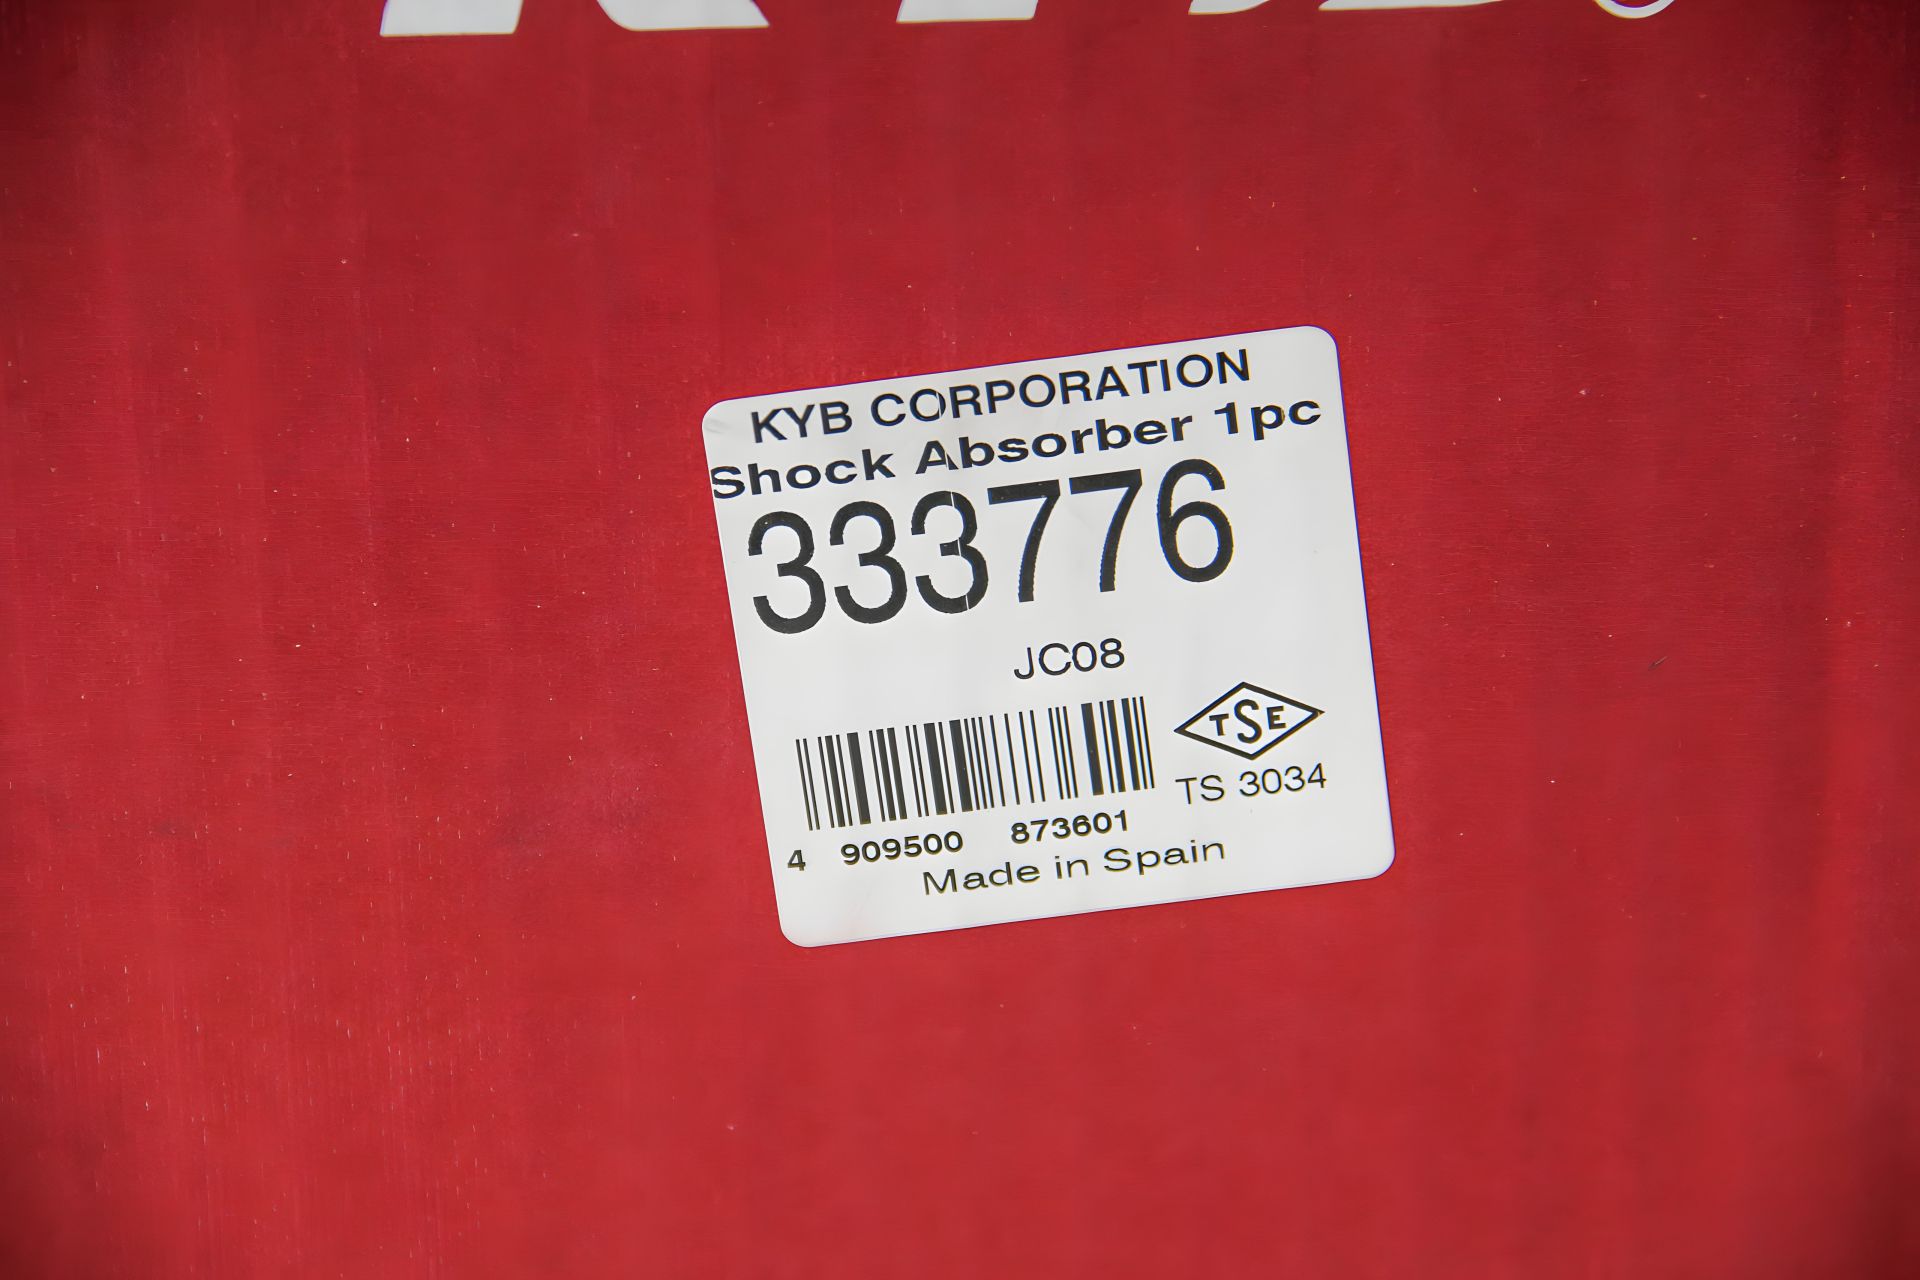 KYB CORPORATION
Shock Absorber 1pc
333776
JC08
TSE
TS 3034
4 909500 873601
Made in Spain